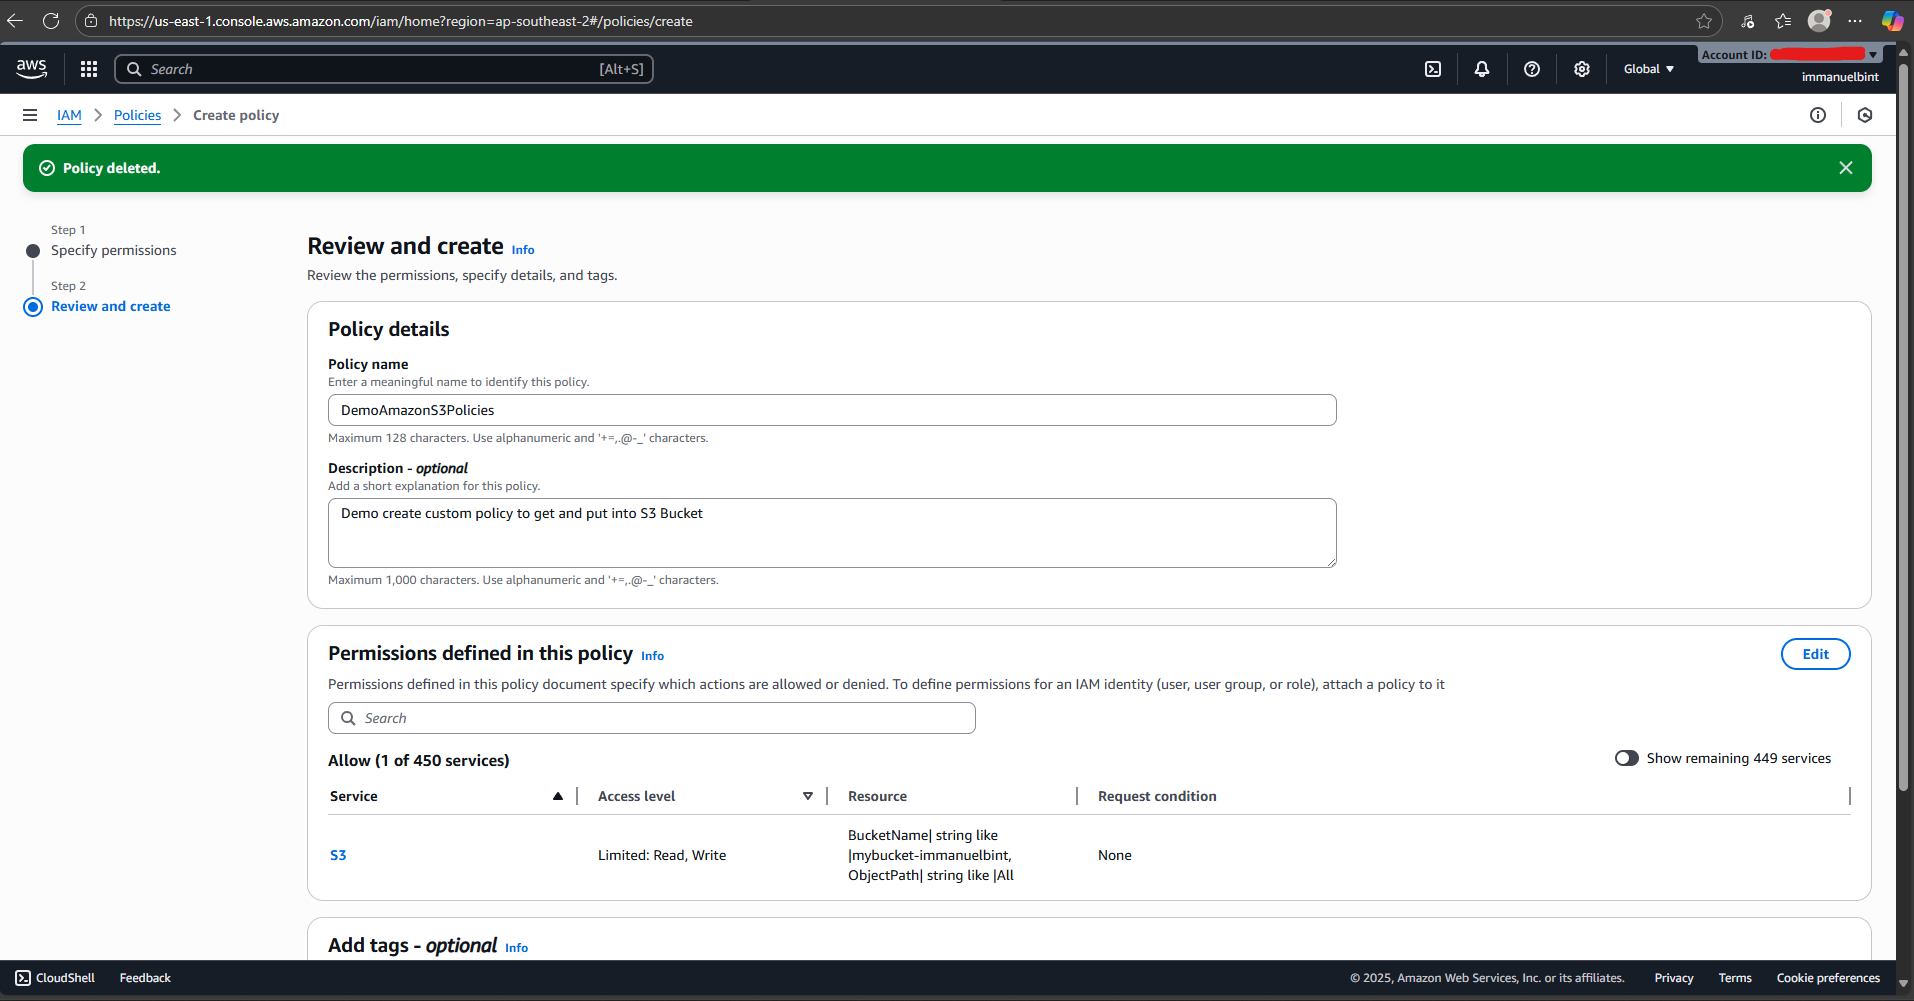 https://us-east-1.console.aws.amazon.com/iam/home?region=ap-southeast-2#/policies/create
aws
Search
[Alt+S]
Global
Account ID:
immanuelbint
IAM
Policies
Create policy
Policy deleted.
Step 1
Specify permissions
Step 2
Review and create
Review and create Info
Review the permissions, specify details, and tags.
Policy details
Policy name
Enter a meaningful name to identify this policy.
DemoAmazonS3Policies
Maximum 128 characters. Use alphanumeric and '+=,.@-_' characters.
Description - optional
Add a short explanation for this policy.
Demo create custom policy to get and put into S3 Bucket
Maximum 1,000 characters. Use alphanumeric and '+=,.@-_' characters.
Permissions defined in this policy Info
Edit
Permissions defined in this policy document specify which actions are allowed or denied. To define permissions for an IAM identity (user, user group, or role), attach a policy to it
Search
Allow (1 of 450 services)
Show remaining 449 services
Service
Access level
Resource
Request condition
S3
Limited: Read, Write
BucketName| string like
|mybucket-immanuelbint,
ObjectPath| string like |All
None
Add tags - optional Info
CloudShell
Feedback
© 2025, Amazon Web Services, Inc. or its affiliates.
Privacy
Terms
Cookie preferences